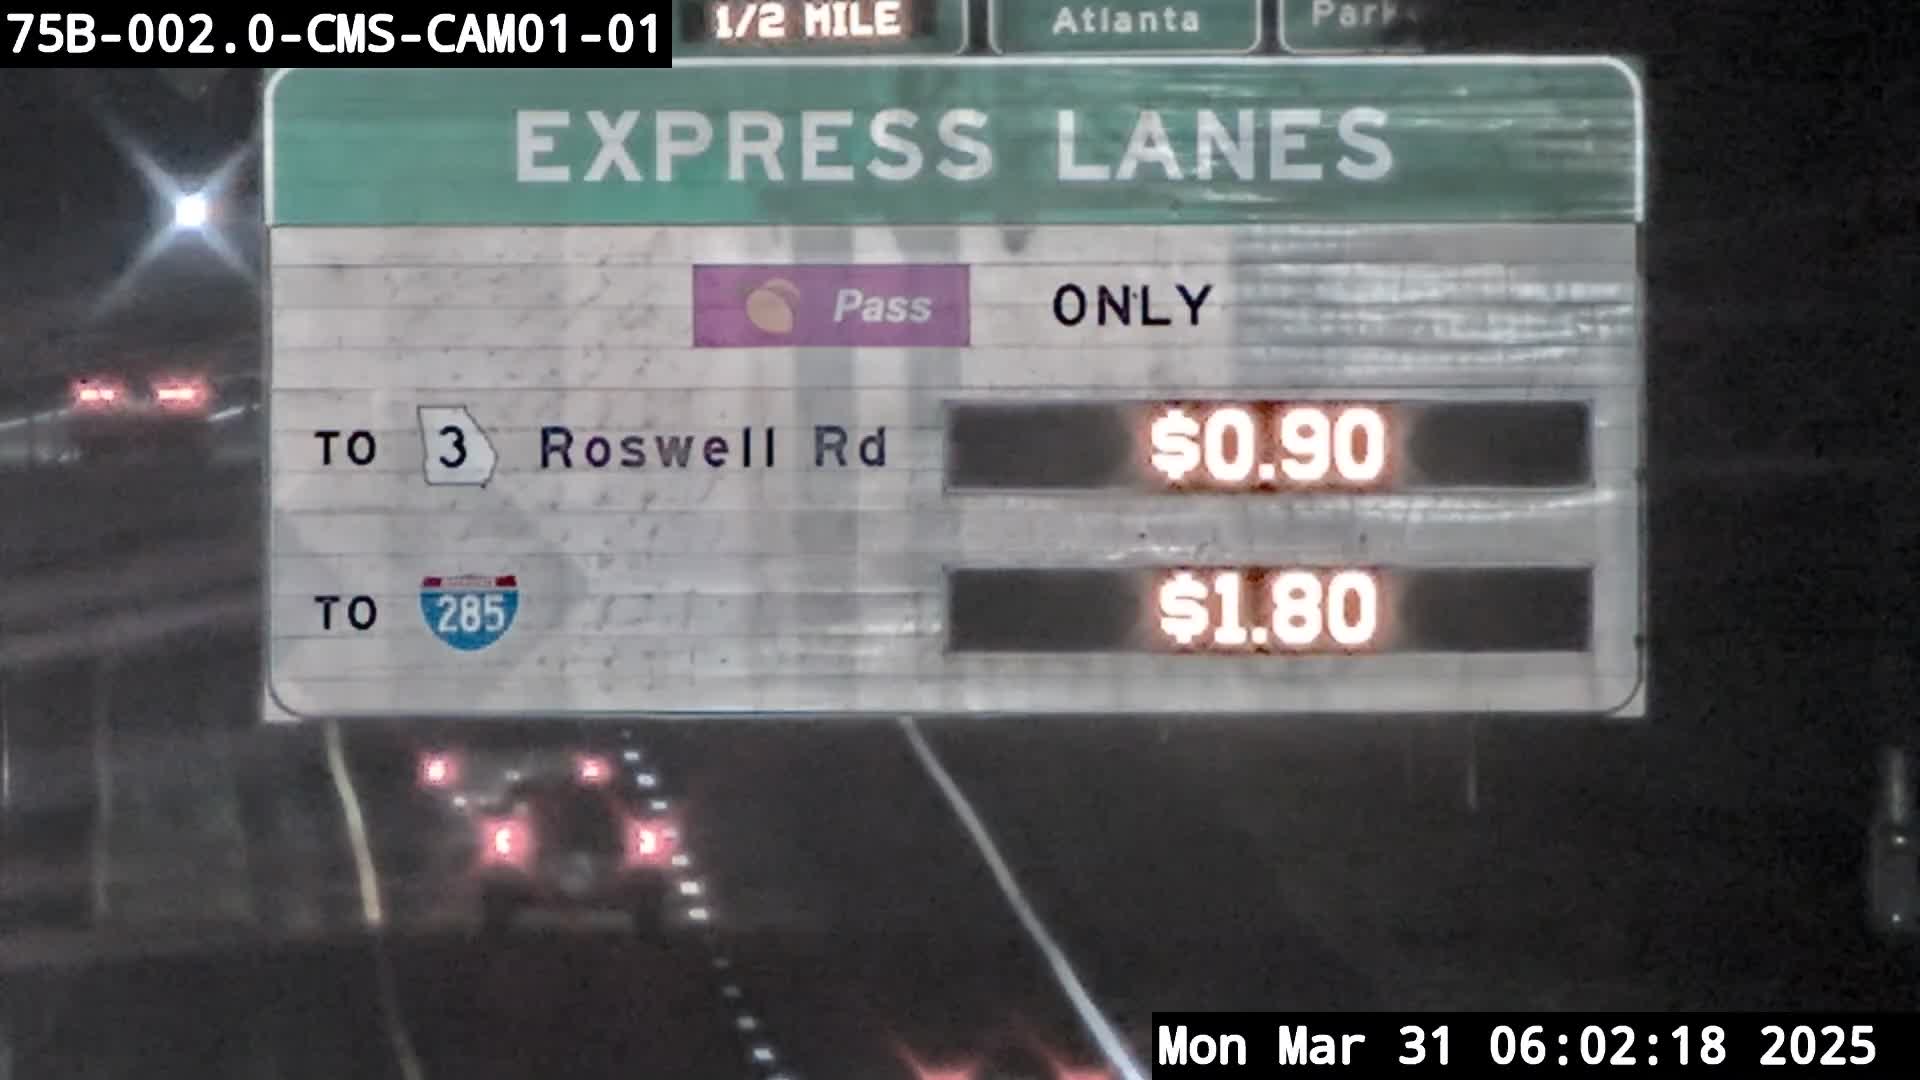 75B-002.0-CMS-CAM01-01
1/2 MILE
Atlanta
EXPRESS LANES
Pass ONLY
TO 3 Roswell Rd $0.90
TO 285 $1.80
Mon Mar 31 06:02:18 2025